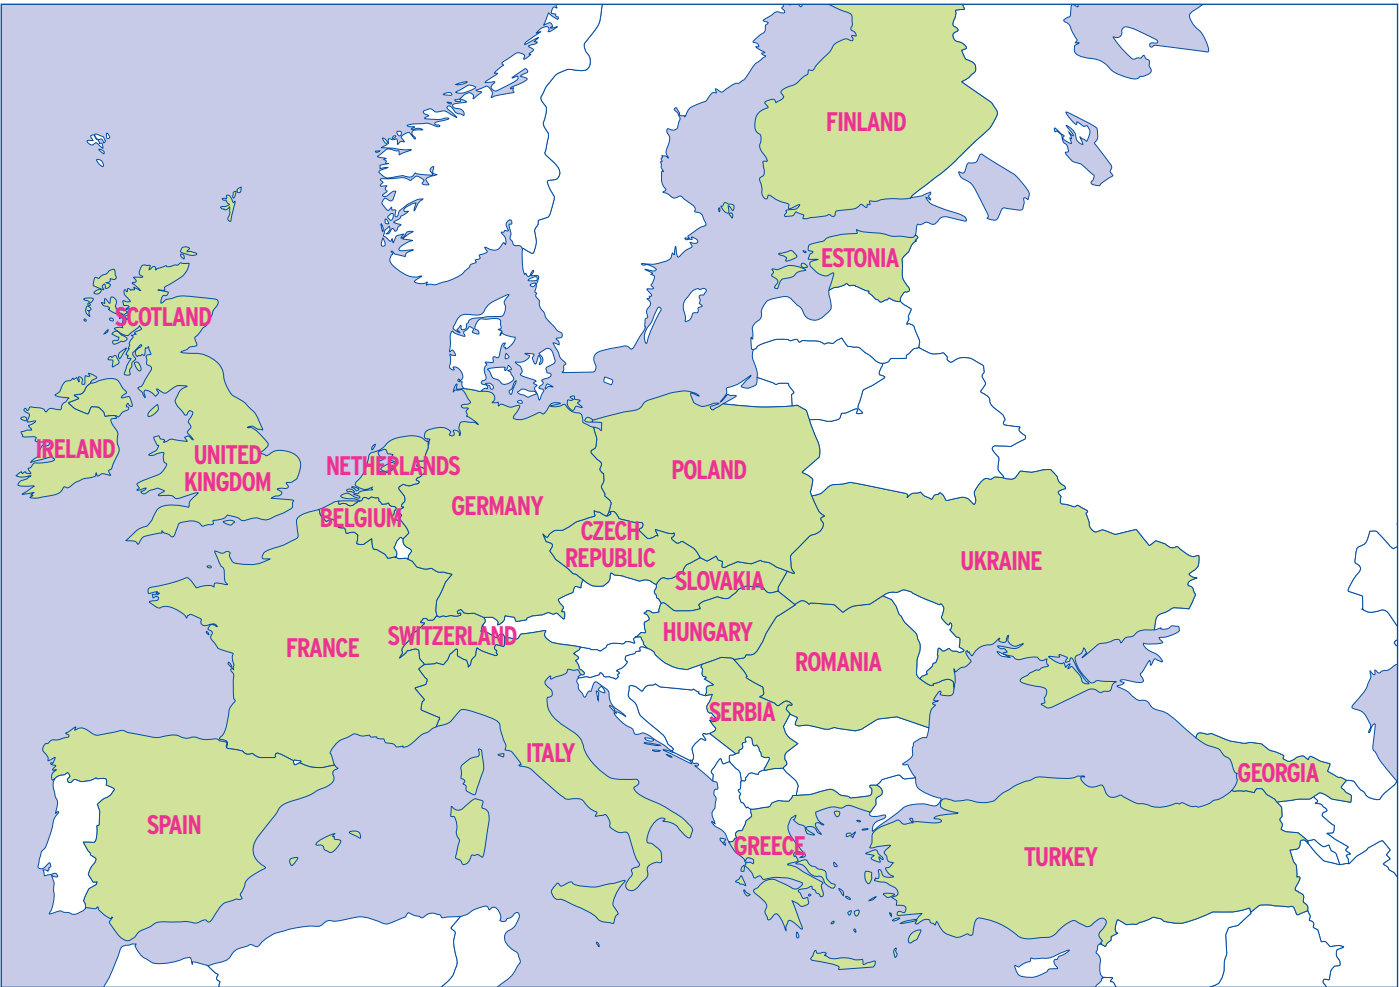 FINLAND
ESTONIA
SCOTLAND
IRELAND
UNITED
KINGDOM
NETHERLANDS
BELGIUM
GERMANY
POLAND
CZECH
REPUBLIC
SLOVAKIA
UKRAINE
FRANCE
SWITZERLAND
HUNGARY
ROMANIA
SERBIA
ITALY
GEORGIA
SPAIN
GREECE
TURKEY